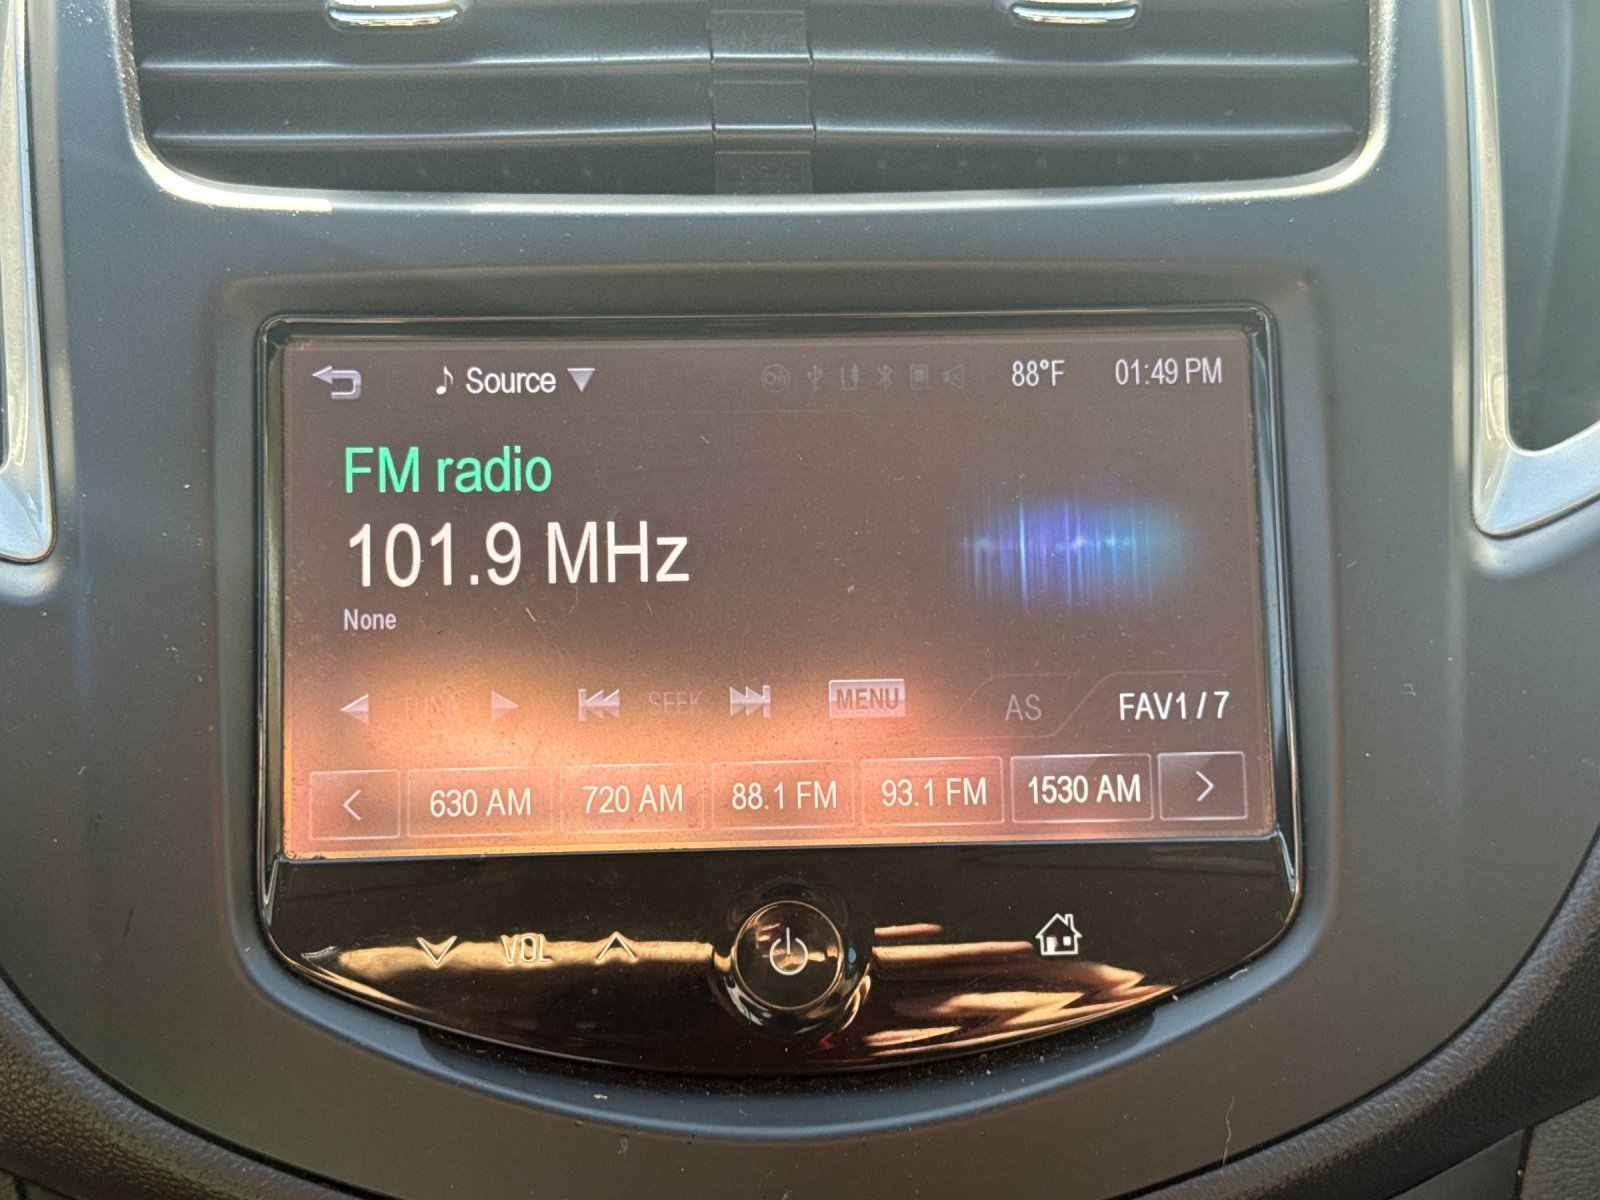 Source 88°F 01:49 PM
FM radio
101.9 MHz
None
TUNE SEEK MENU AS FAV1 / 7
630 AM 720 AM 88.1 FM 93.1 FM 1530 AM
VOL